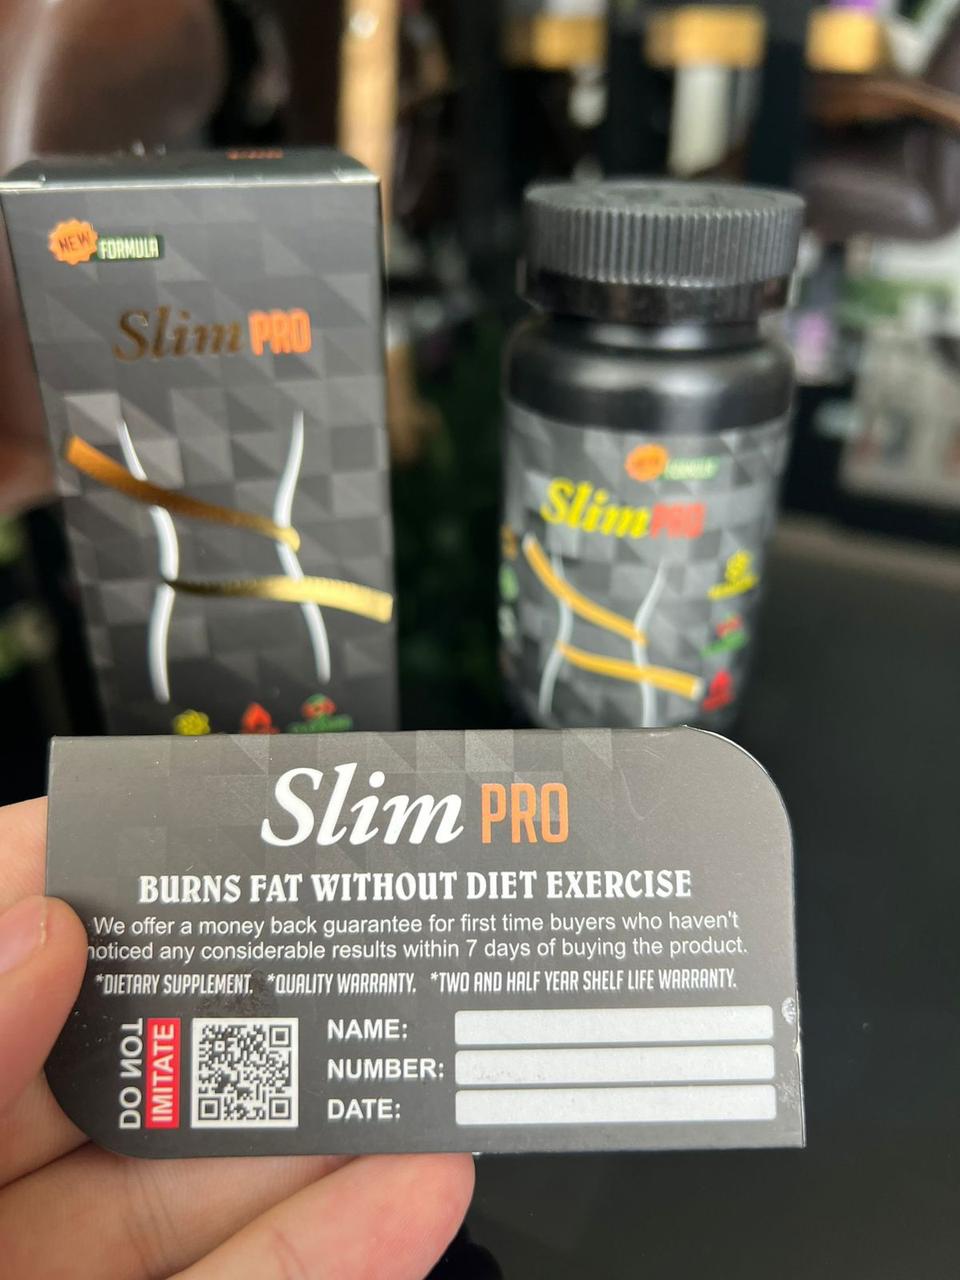 NEW
FORMULA
Slim PRO
FORMULA
Slim PRO
Slim PRO
BURNS FAT WITHOUT DIET EXERCISE
We offer a money back guarantee for first time buyers who haven't
noticed any considerable results within 7 days of buying the product.
*DIETARY SUPPLEMENT. *QUALITY WARRANTY. *TWO AND HALF YEAR SHELF LIFE WARRANTY.
DO NOT
IMITATE
NAME:
NUMBER:
DATE: